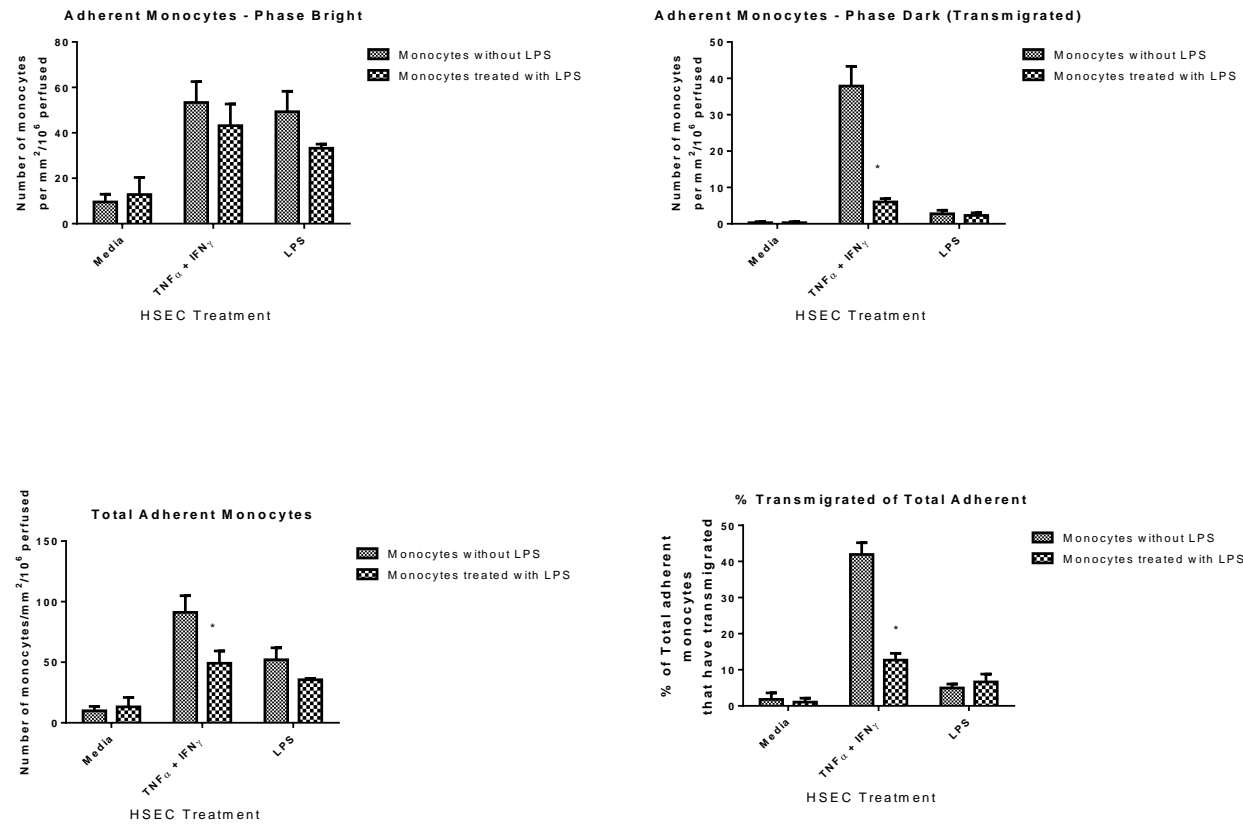 Adherent Monocytes - Phase Bright
Number of monocytes
per mm²/10⁶ perfused
80
60
40
20
0
Media
TNFα + IFNγ
LPS
HSEC Treatment
Monocytes without LPS
Monocytes treated with LPS
Adherent Monocytes - Phase Dark (Transmigrated)
Number of monocytes
per mm²/10⁶ perfused
50
40
30
20
10
0
*
Media
TNFα + IFNγ
LPS
HSEC Treatment
Monocytes without LPS
Monocytes treated with LPS
Total Adherent Monocytes
Number of monocytes/mm²/10⁶ perfused
150
100
50
0
*
Media
TNFα + IFNγ
LPS
HSEC Treatment
Monocytes without LPS
Monocytes treated with LPS
% Transmigrated of Total Adherent
% of Total adherent
monocytes
that have transmigrated
50
40
30
20
10
0
*
Media
TNFα + IFNγ
LPS
HSEC Treatment
Monocytes without LPS
Monocytes treated with LPS